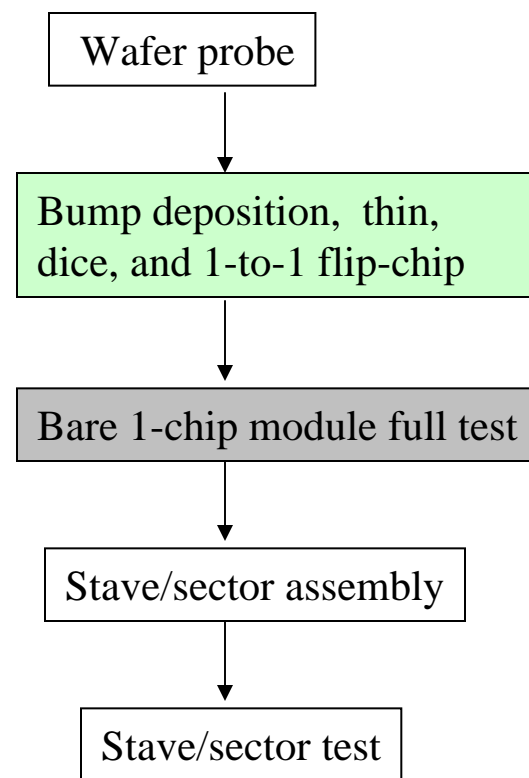 Wafer probe
Bump deposition, thin,
dice, and 1-to-1 flip-chip
Bare 1-chip module full test
Stave/sector assembly
Stave/sector test